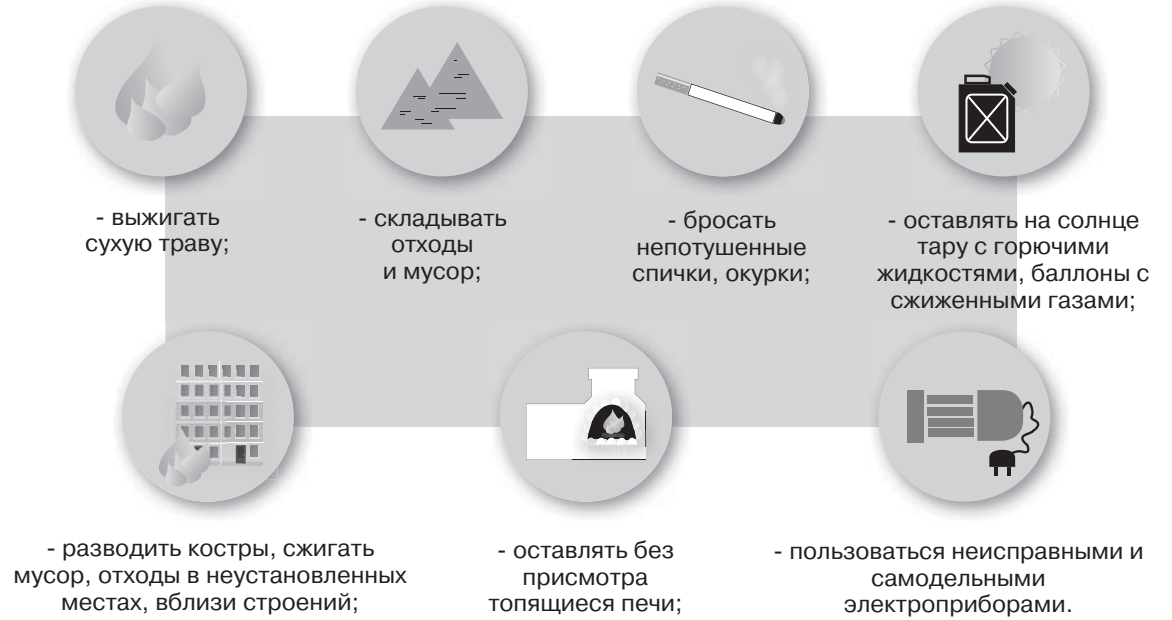 - выжигать
сухую траву;
- складывать
отходы
и мусор;
- бросать
непотушенные
спички, окурки;
- оставлять на солнце
тару с горючими
жидкостями, баллоны с
сжиженными газами;
- разводить костры, сжигать
мусор, отходы в неустановленных
местах, вблизи строений;
- оставлять без
присмотра
топящиеся печи;
- пользоваться неисправными и
самодельными
электроприборами.